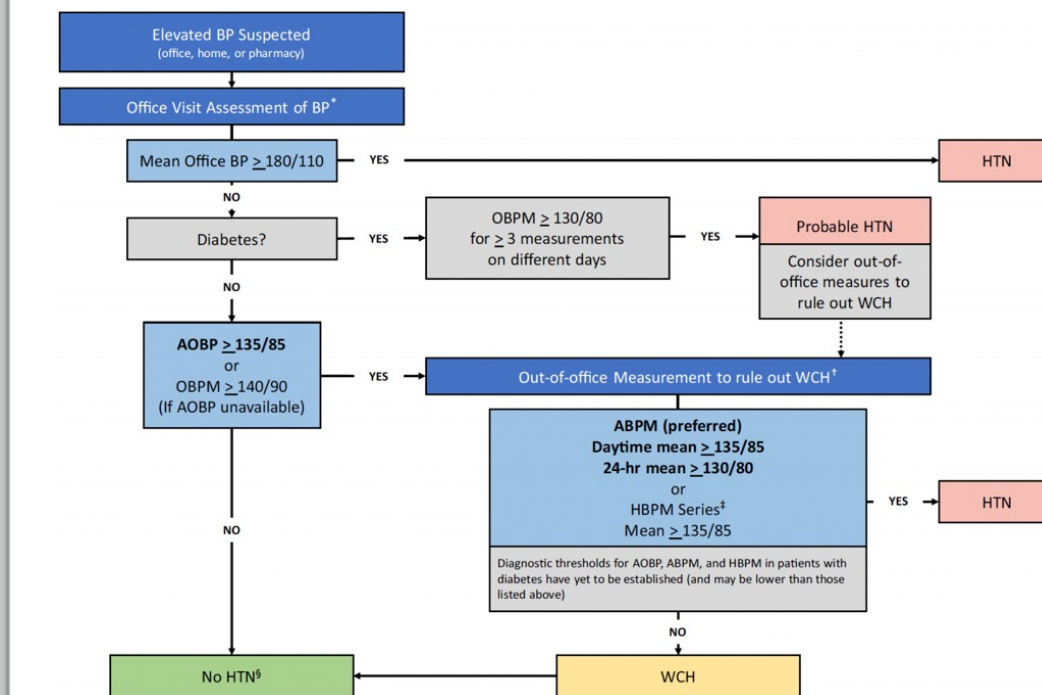 Elevated BP Suspected
(office, home, or pharmacy)
Office Visit Assessment of BP*
Mean Office BP ≥ 180/110
YES
HTN
NO
Diabetes?
YES
OBPM ≥ 130/80
for ≥ 3 measurements
on different days
YES
Probable HTN
Consider out-of-
office measures to
rule out WCH
NO
AOBP ≥ 135/85
or
OBPM ≥ 140/90
(If AOBP unavailable)
YES
Out-of-office Measurement to rule out WCH†
ABPM (preferred)
Daytime mean ≥ 135/85
24-hr mean ≥ 130/80
or
HBPM Series‡
Mean ≥ 135/85
YES
HTN
Diagnostic thresholds for AOBP, ABPM, and HBPM in patients with
diabetes have yet to be established (and may be lower than those
listed above)
NO
NO
No HTN§
WCH